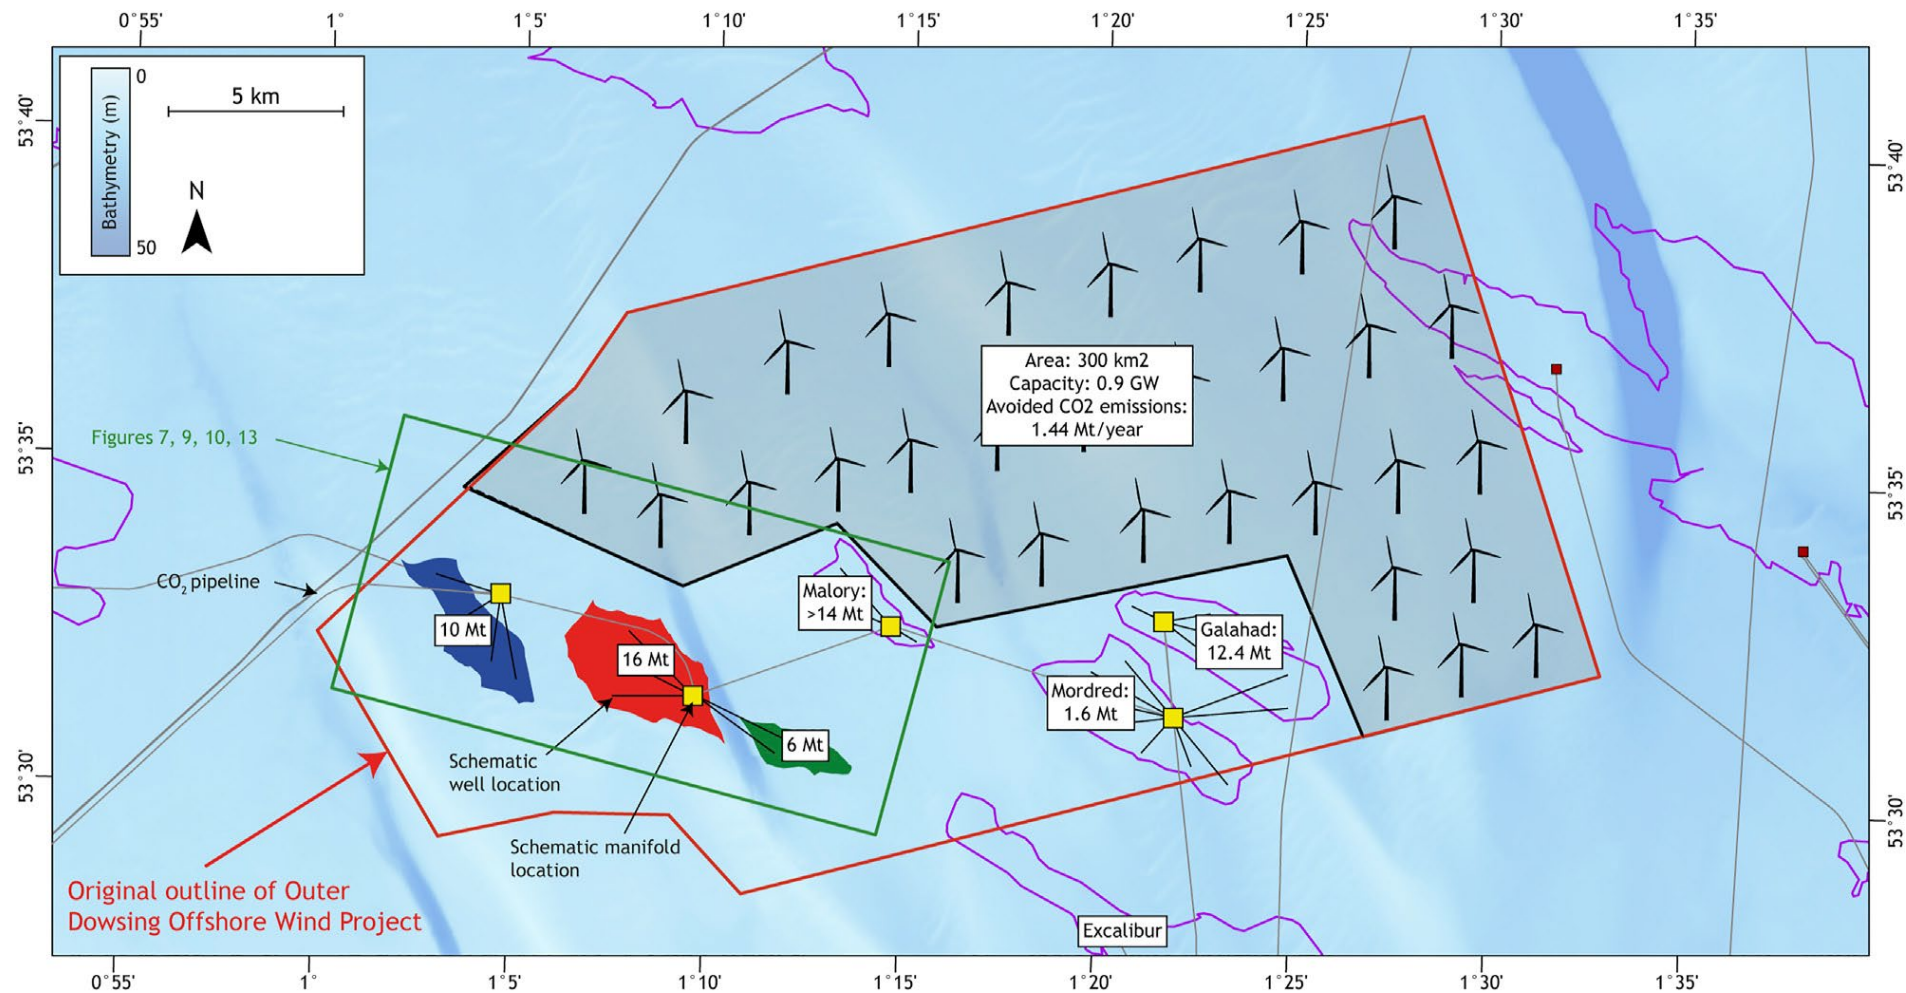 0°55'
1°
1°5'
1°10'
1°15'
1°20'
1°25'
1°30'
1°35'
0
Bathymetry (m)
50
5 km
N
53°40'
53°40'
Area: 300 km2
Capacity: 0.9 GW
Avoided CO2 emissions:
1.44 Mt/year
Figures 7, 9, 10, 13
53°35'
53°35'
CO₂ pipeline
10 Mt
16 Mt
6 Mt
Malory:
>14 Mt
Galahad:
12.4 Mt
Mordred:
1.6 Mt
Schematic
well location
Schematic manifold
location
53°30'
53°30'
Original outline of Outer
Dowsing Offshore Wind Project
Excalibur
0°55'
1°
1°5'
1°10'
1°15'
1°20'
1°25'
1°30'
1°35'